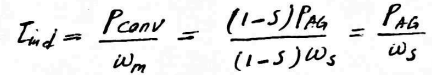 τind = Pconv / ωm = (1-s)PAG / (1-s)ωs = PAG / ωs